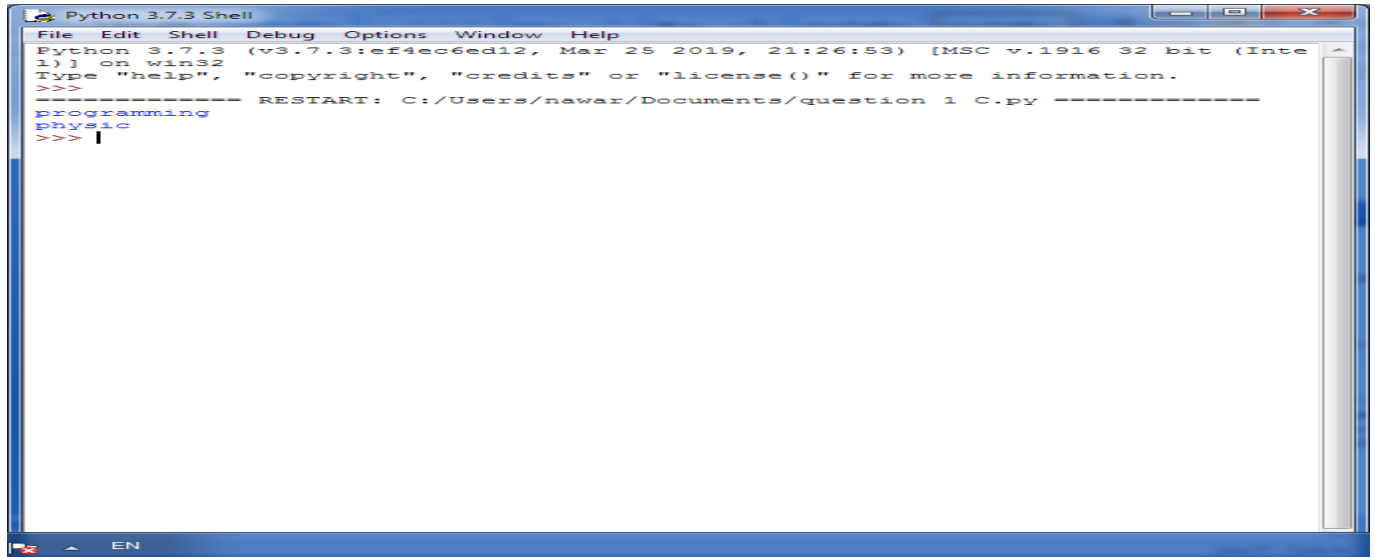 Python 3.7.3 Shell
File Edit Shell Debug Options Window Help
Python 3.7.3 (v3.7.3:ef4ec6ed12, Mar 25 2019, 21:26:53) [MSC v.1916 32 bit (Inte
l)] on win32
Type "help", "copyright", "credits" or "license()" for more information.
>>>
============= RESTART: C:/Users/nawar/Documents/question 1 C.py =============
programming
physic
>>>
EN